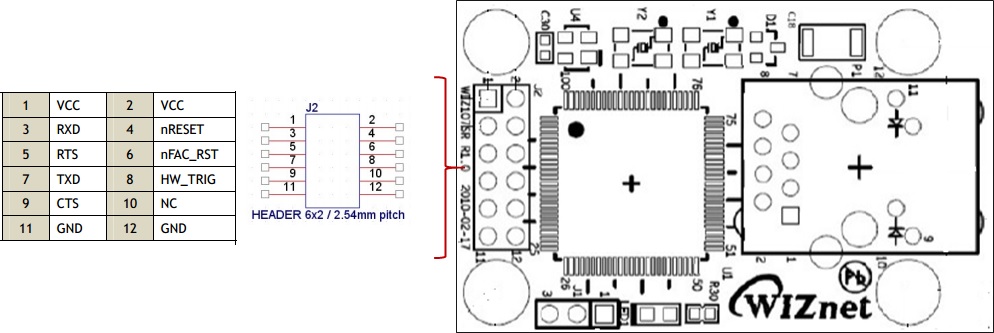 1 VCC 2 VCC
3 RXD 4 nRESET
5 RTS 6 nFAC_RST
7 TXD 8 HW_TRIG
9 CTS 10 NC
11 GND 12 GND
J2
1 2
3 4
5 6
7 8
9 10
11 12
HEADER 6x2 / 2.54mm pitch
C30
U4
Y2
Y1
D1
C18
P1
1
2
J2
WIZ107SR R1.0 2010-02-17
11
12
100
76
75
25
51
26
50
U1
8
7
12
11
2
1
10
9
J1
3
1
LED1
R30
Pb
WIZnet